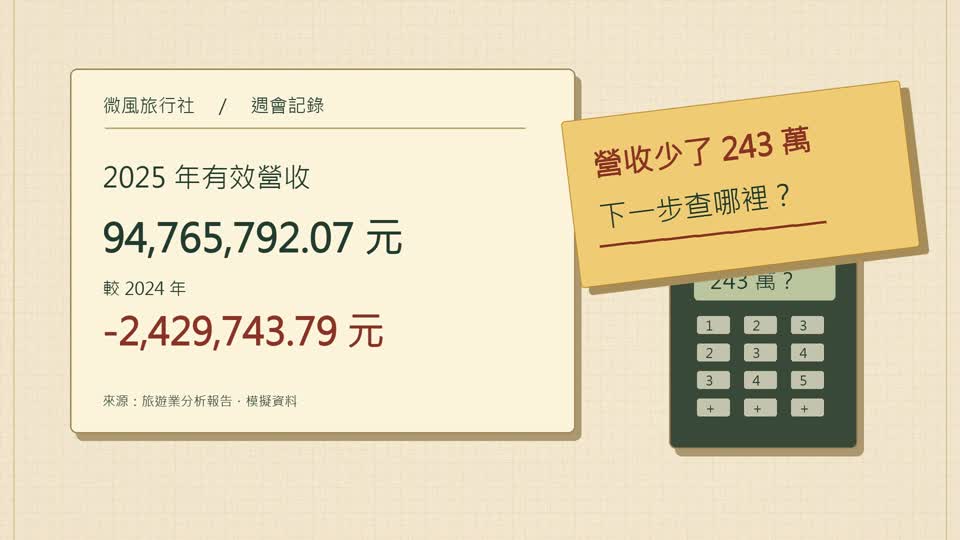 微風旅行社 / 週會記錄
2025 年有效營收
94,765,792.07 元
較 2024 年
-2,429,743.79 元
來源：旅遊業分析報告・模擬資料
營收少了 243 萬
下一步查哪裡？
243 萬？
1 2 3
2 3 4
3 4 5
+ + +